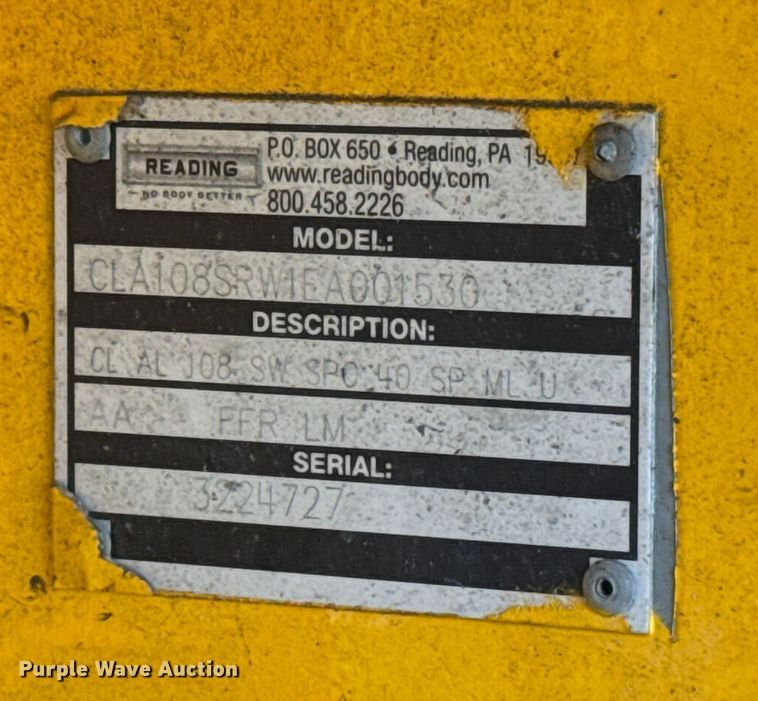 READING
NO BODY BETTER
P.O. BOX 650 • Reading, PA
www.readingbody.com
800.458.2226
MODEL:
CLA108SRW1FA001530
DESCRIPTION:
CL AL 108 SW SPC 40 SP ML U
AA FFR LM
SERIAL:
3224727
Purple Wave Auction